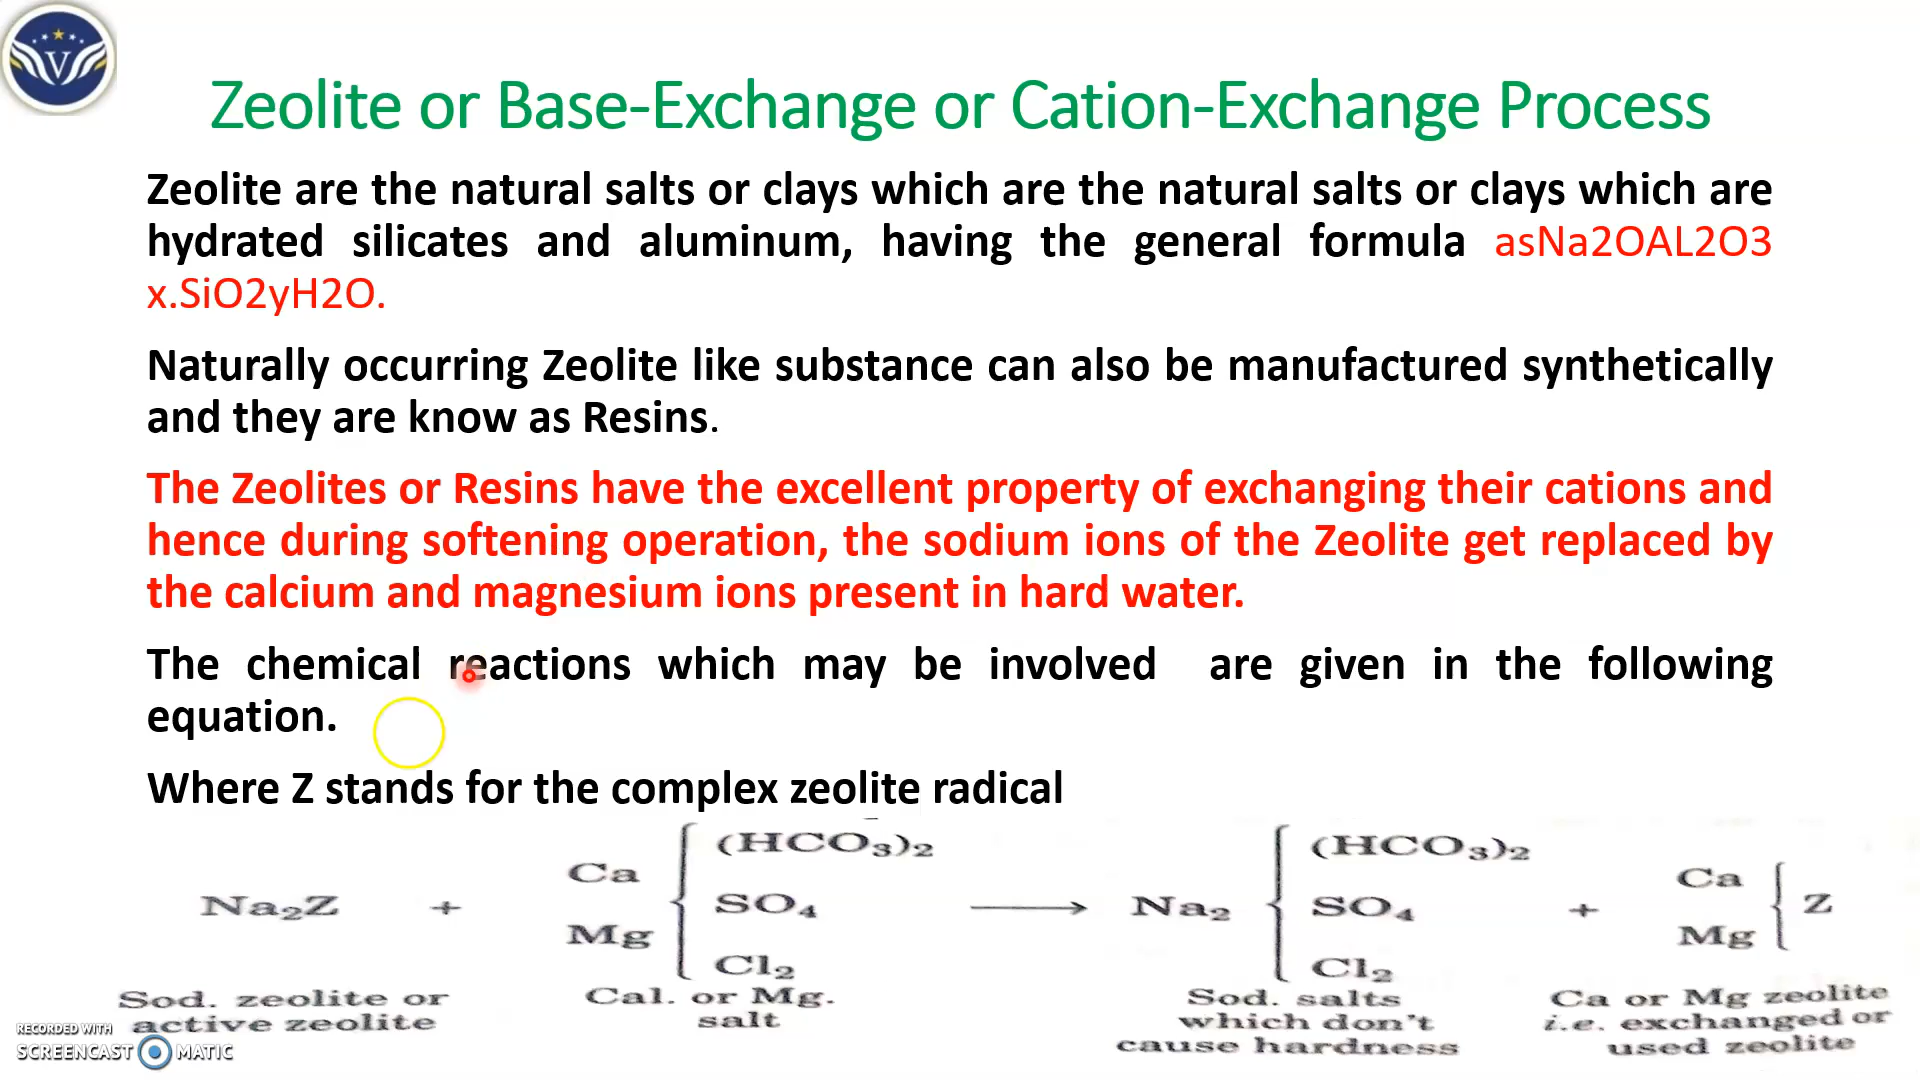 V
Zeolite or Base-Exchange or Cation-Exchange Process
Zeolite are the natural salts or clays which are the natural salts or clays which are
hydrated silicates and aluminum, having the general formula asNa2OAL2O3
x.SiO2yH2O.
Naturally occurring Zeolite like substance can also be manufactured synthetically
and they are know as Resins.
The Zeolites or Resins have the excellent property of exchanging their cations and
hence during softening operation, the sodium ions of the Zeolite get replaced by
the calcium and magnesium ions present in hard water.
The chemical reactions which may be involved are given in the following
equation.
Where Z stands for the complex zeolite radical
(HCO3)2 (HCO3)2
Ca Ca
Na2Z + SO4 ⟶ Na2 SO4 + Z
Mg Mg
Cl2 Cl2
Sod. zeolite or Cal. or Mg. Sod. salts Ca or Mg zeolite
active zeolite salt which don't i.e. exchanged or
cause hardness used zeolite
RECORDED WITH
SCREENCAST MATIC